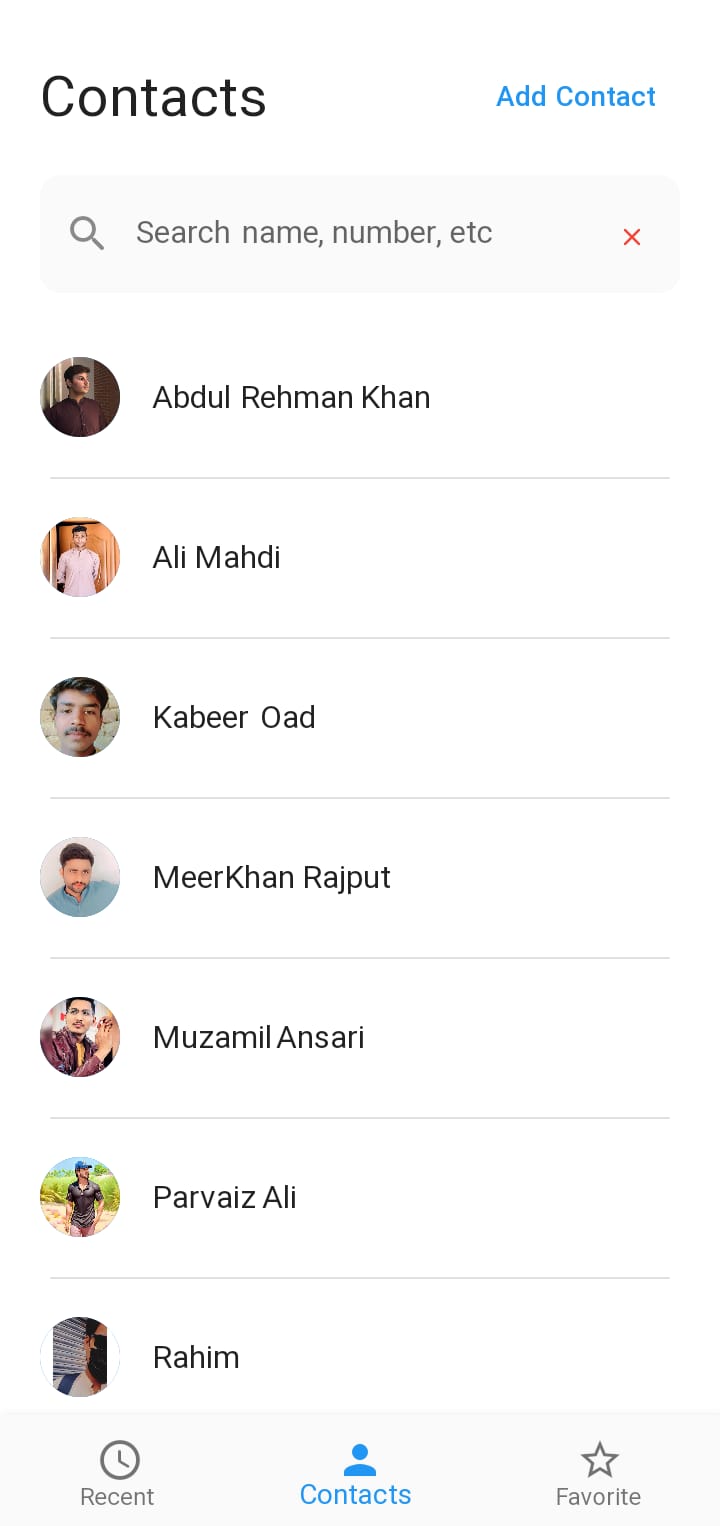 Contacts
Add Contact
Search name, number, etc
Abdul Rehman Khan
Ali Mahdi
Kabeer Oad
MeerKhan Rajput
Muzamil Ansari
Parvaiz Ali
Rahim
Recent
Contacts
Favorite